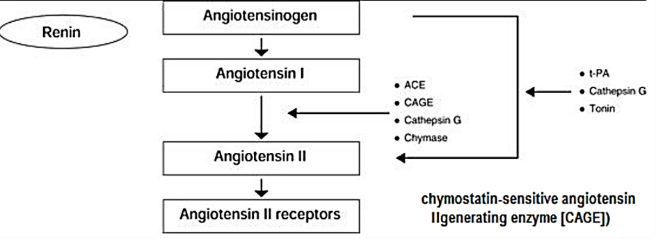 Angiotensinogen
Renin
Angiotensin I
• ACE
• CAGE
• Cathepsin G
• Chymase
• t-PA
• Cathepsin G
• Tonin
Angiotensin II
Angiotensin II receptors
chymostatin-sensitive angiotensin
IIgenerating enzyme [CAGE])